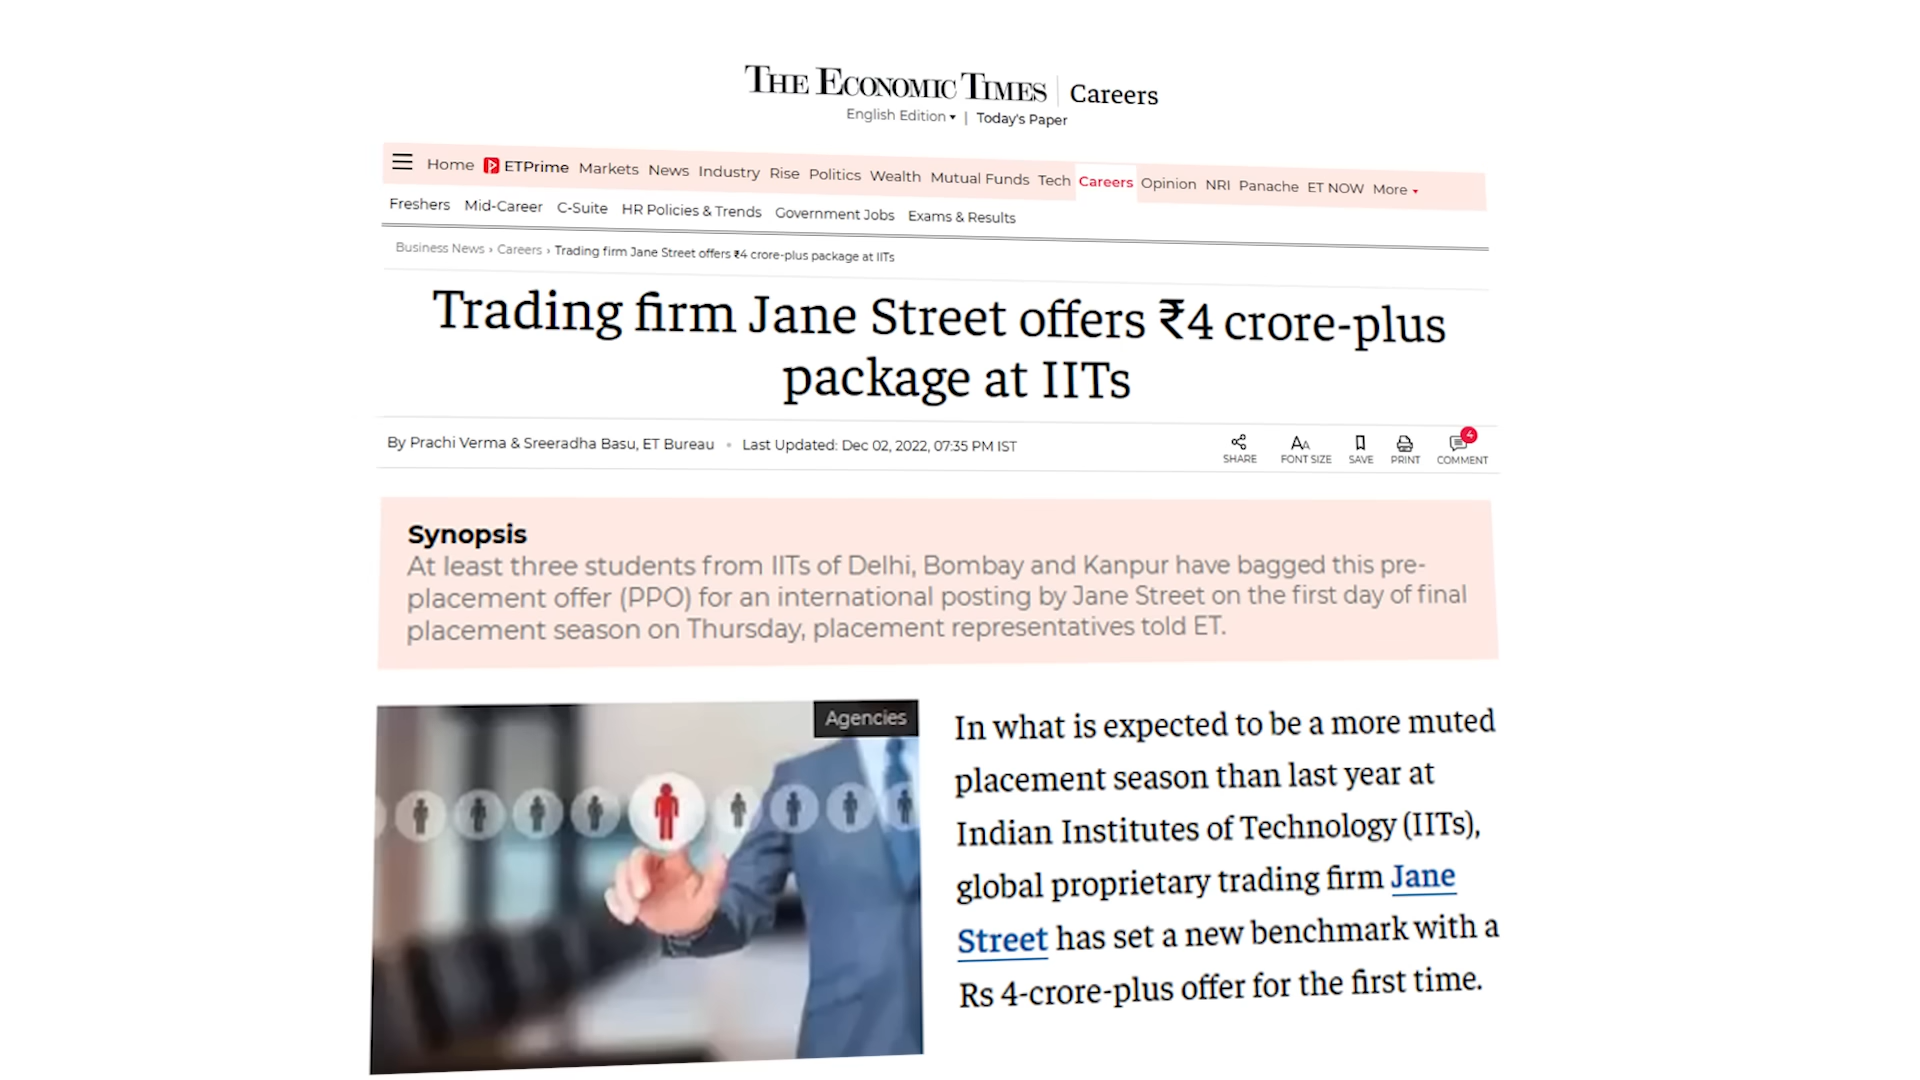 THE ECONOMIC TIMES | Careers
English Edition | Today's Paper
Home ETPrime Markets News Industry Rise Politics Wealth Mutual Funds Tech Careers Opinion NRI Panache ET NOW More
Freshers Mid-Career C-Suite HR Policies & Trends Government Jobs Exams & Results
Business News › Careers › Trading firm Jane Street offers ₹4 crore-plus package at IITs
Trading firm Jane Street offers ₹4 crore-plus
package at IITs
By Prachi Verma & Sreeradha Basu, ET Bureau • Last Updated: Dec 02, 2022, 07:35 PM IST
4
SHARE FONT SIZE SAVE PRINT COMMENT
Synopsis
At least three students from IITs of Delhi, Bombay and Kanpur have bagged this pre-
placement offer (PPO) for an international posting by Jane Street on the first day of final
placement season on Thursday, placement representatives told ET.
Agencies
In what is expected to be a more muted
placement season than last year at
Indian Institutes of Technology (IITs),
global proprietary trading firm Jane
Street has set a new benchmark with a
Rs 4-crore-plus offer for the first time.